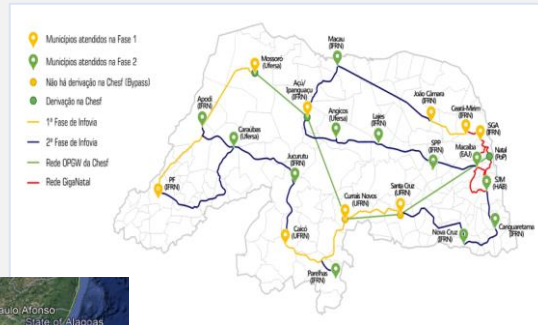 Municípios atendidos na Fase 1
Municípios atendidos na Fase 2
Não há derivação na Chesf (Bypass)
Derivação na Chesf
1ª Fase de Infovia
2ª Fase de Infovia
Rede OPGW da Chesf
Rede GigaNatal
Macau
(IFRN)
Mossoró
(Ufersa)
Açú/
Ipanguaçu
(IFRN)
João Câmara
(IFRN)
Ceará-Mirim
(IFRN)
SGA
(IFRN)
Apodi
(IFRN)
Caraúbas
(Ufersa)
Angicos
(Ufersa)
Lajes
(IFRN)
SPP
(IFRN)
Macaíba
(EAJ)
Natal
(PoP)
Jucurutu
(IFRN)
PF
(IFRN)
SJM
(HAB)
Currais Novos
(UFRN)
Santa Cruz
(UFRN)
Caicó
(UFRN)
Nova Cruz
(IFRN)
Canguaretama
(IFRN)
Parelhas
(IFRN)
Paulo Afonso
State of Alagoas